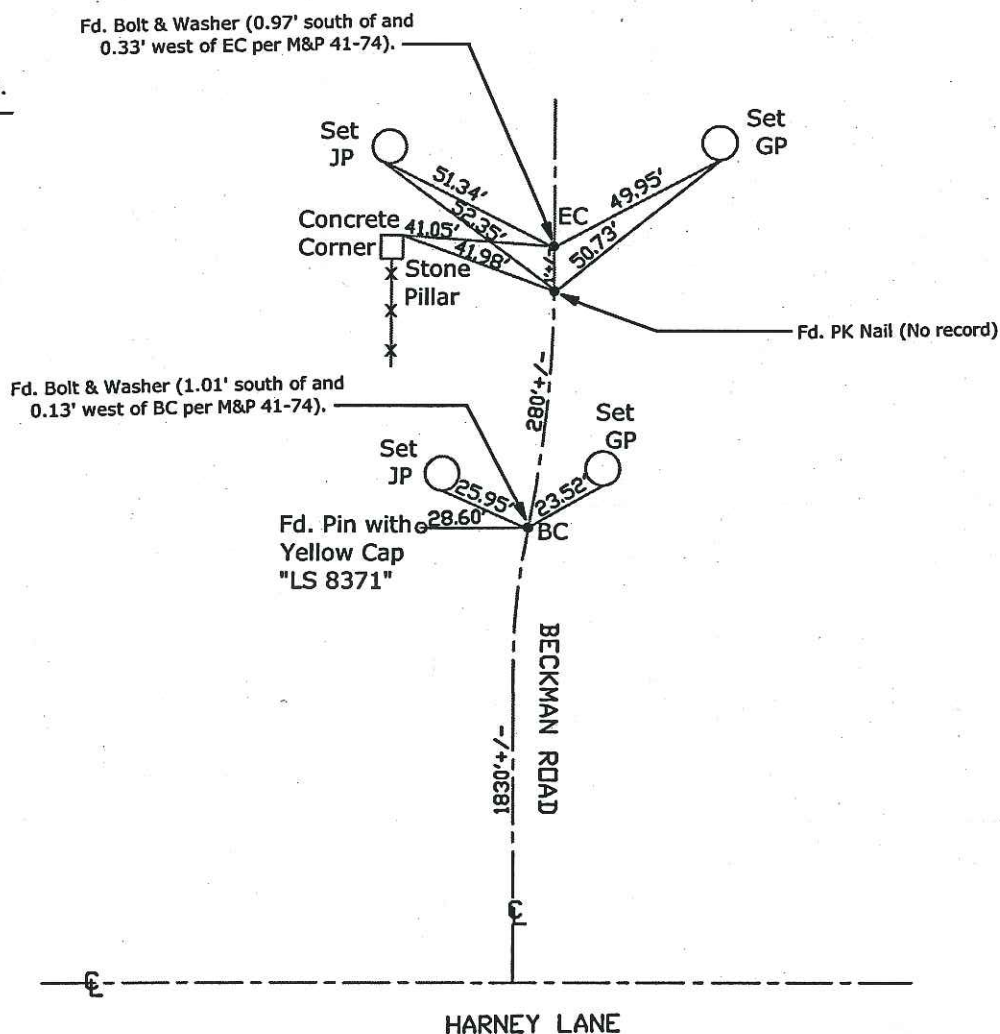 Fd. Bolt & Washer (0.97' south of and
0.33' west of EC per M&P 41-74).
Set
JP
Set
GP
51.34'
49.95'
52.35'
EC
Concrete
Corner
41.05'
41.98'
50.73'
1'+/-
Stone
Pillar
Fd. PK Nail (No record)
280'+/-
Fd. Bolt & Washer (1.01' south of and
0.13' west of BC per M&P 41-74).
Set
JP
Set
GP
25.95'
23.52'
Fd. Pin with
Yellow Cap
"LS 8371"
28.60'
BC
BECKMAN ROAD
1830'+/-
℄
℄
HARNEY LANE